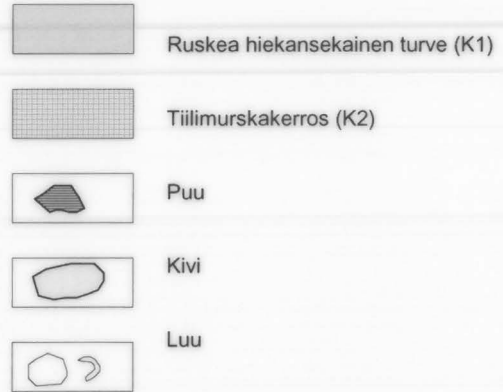 Ruskea hiekansekainen turve (K1)
Tiilimurskakerros (K2)
Puu
Kivi
Luu